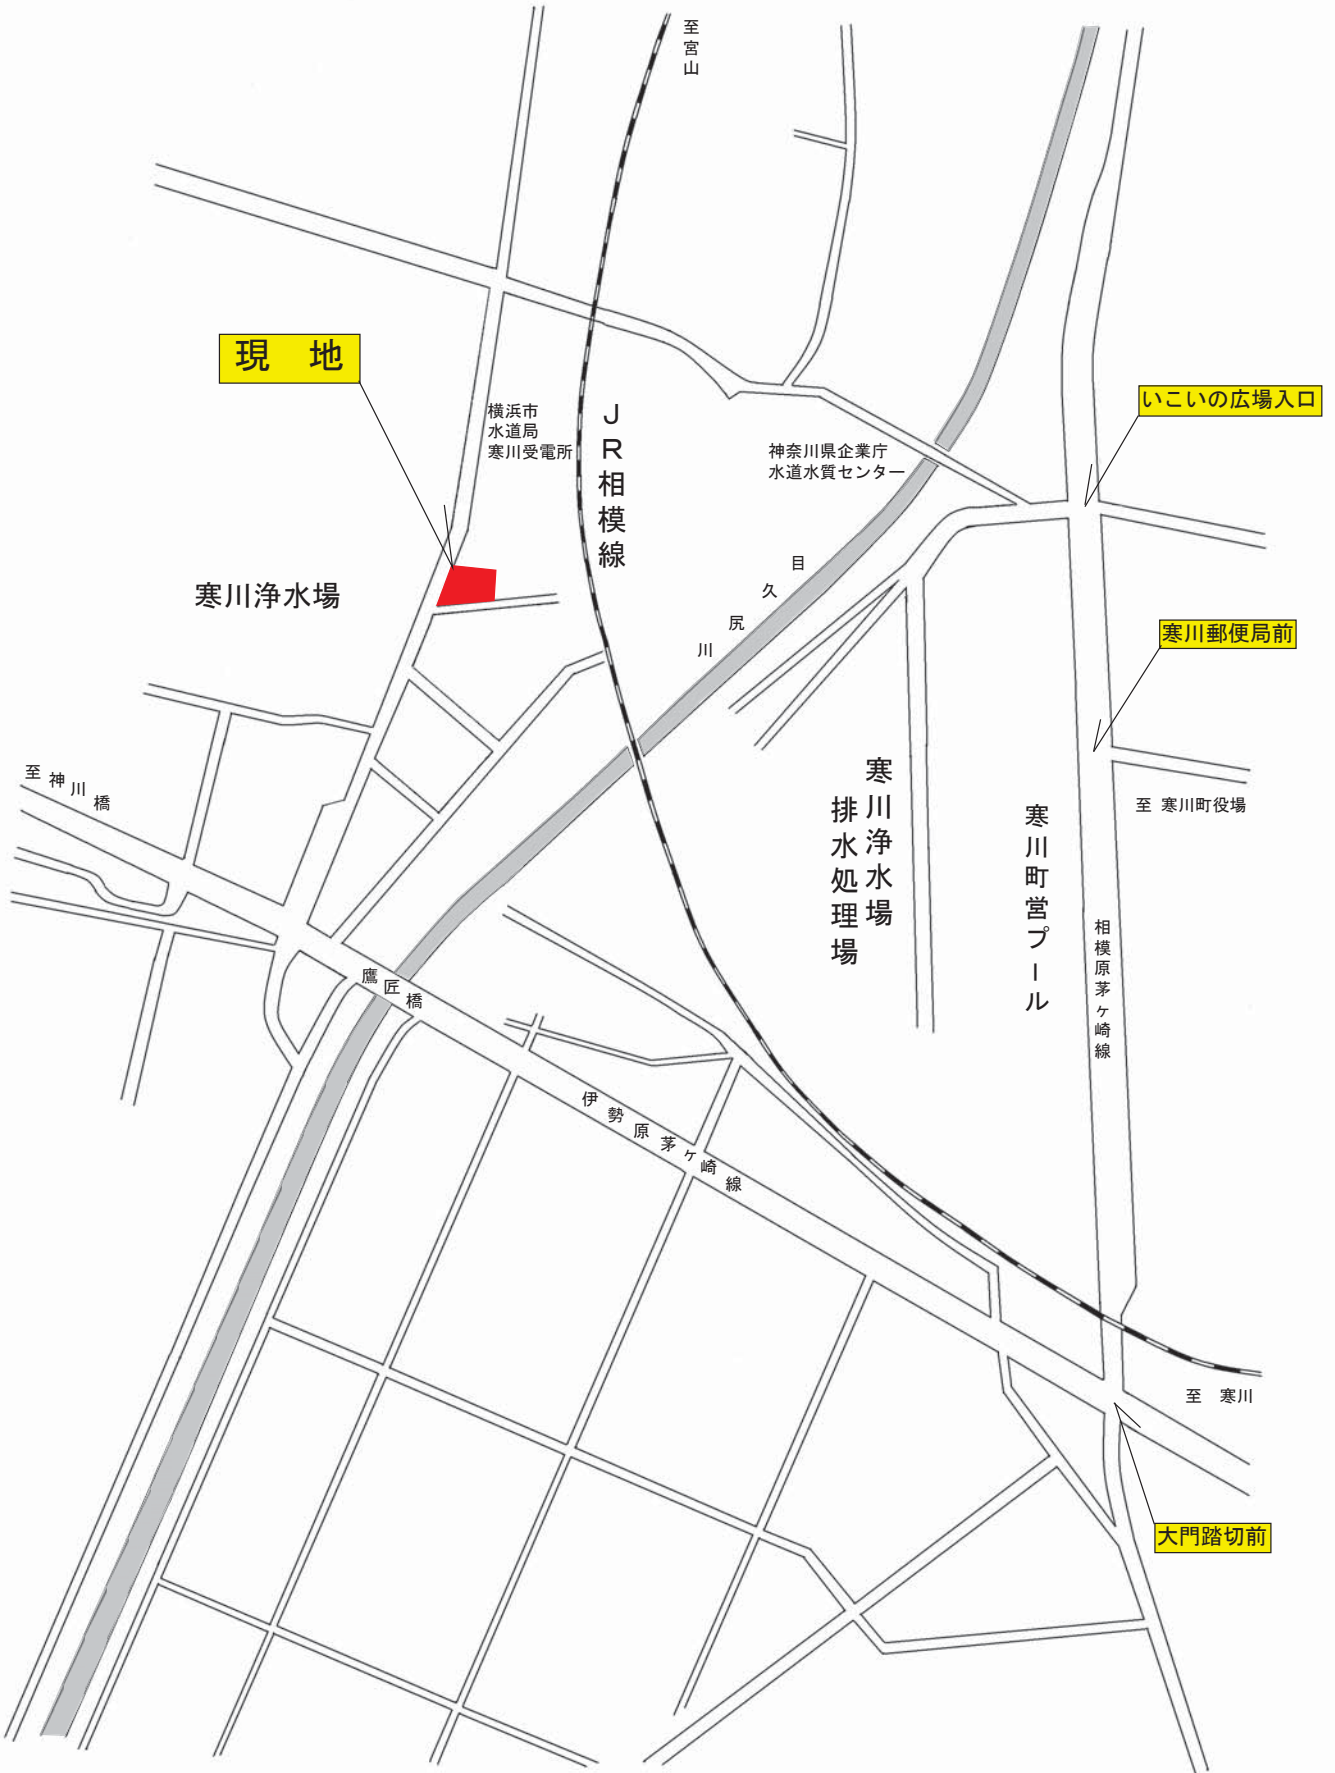 至宮山
現　地
横浜市
水道局
寒川受電所
JR相模線
神奈川県企業庁
水道水質センター
いこいの広場入口
目久尻川
寒川浄水場
寒川郵便局前
至 神川橋
寒川浄水場
排水処理場
寒川町営プール
至 寒川町役場
相模原茅ヶ崎線
鷹匠橋
伊勢原茅ヶ崎線
至　寒川
大門踏切前